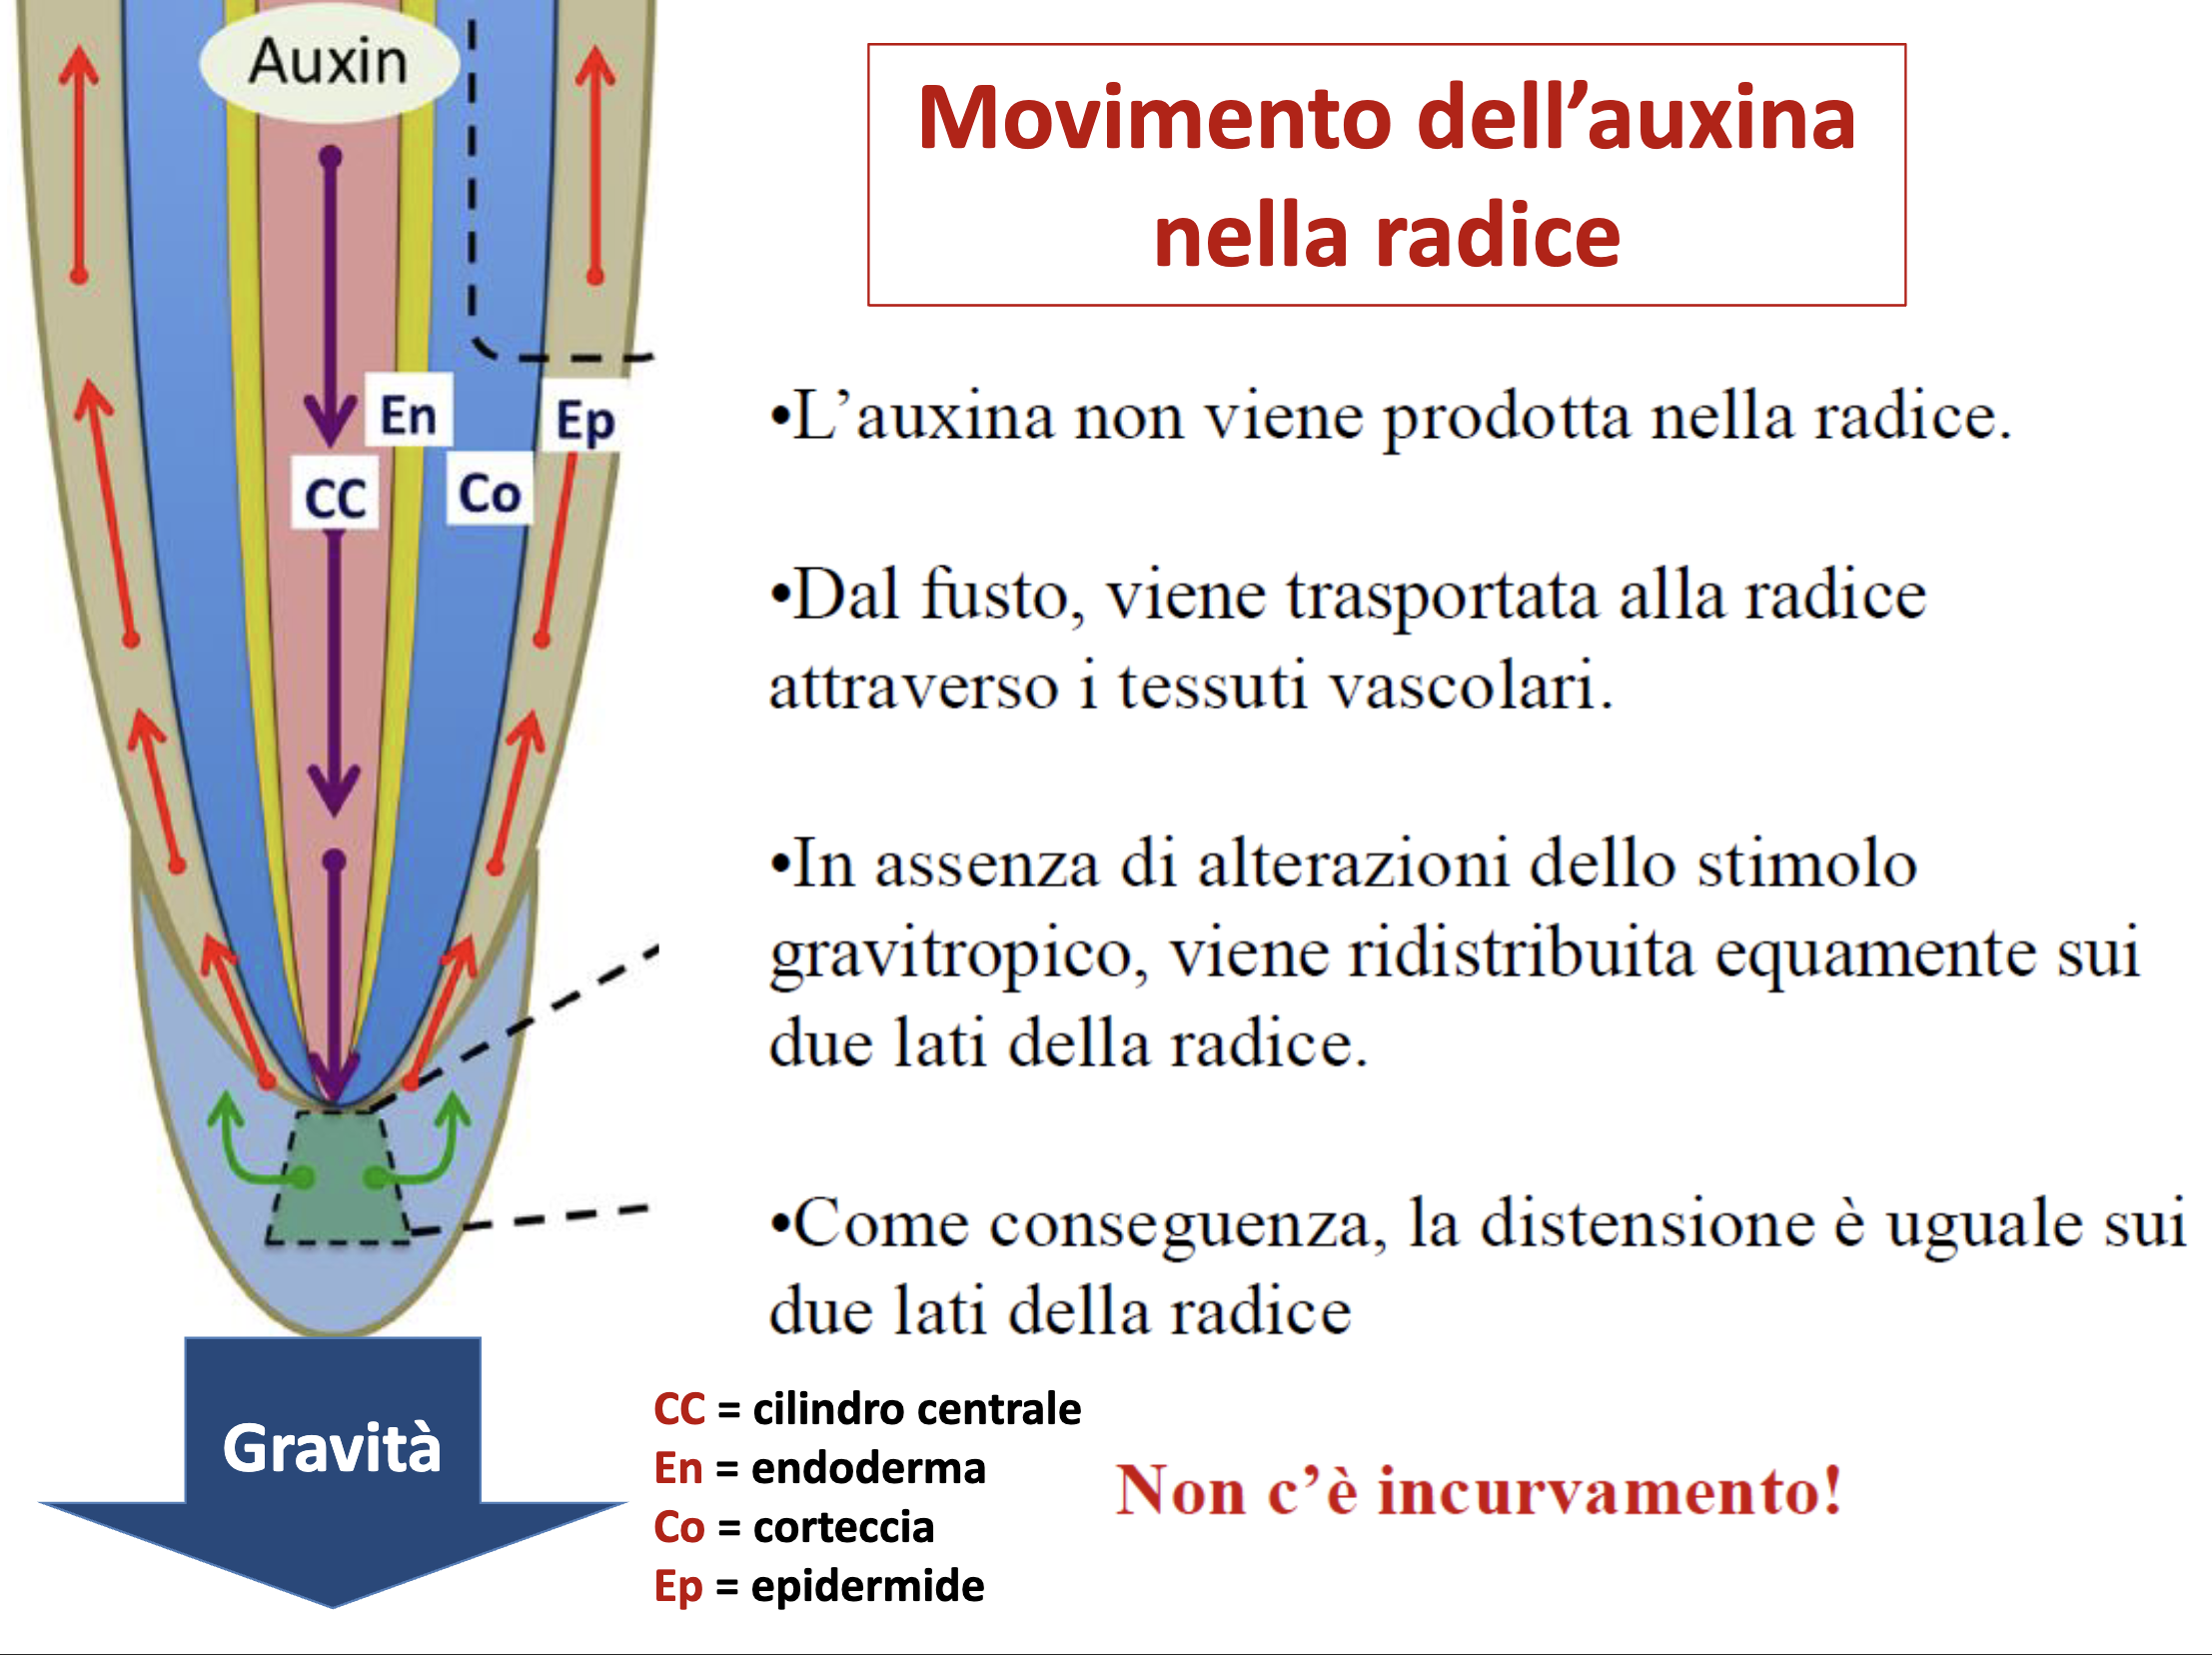 Auxin
En
Ep
CC
Co
Gravità
Movimento dell’auxina
nella radice
•L’auxina non viene prodotta nella radice.
•Dal fusto, viene trasportata alla radice
attraverso i tessuti vascolari.
•In assenza di alterazioni dello stimolo
gravitropico, viene ridistribuita equamente sui
due lati della radice.
•Come conseguenza, la distensione è uguale sui
due lati della radice
CC = cilindro centrale
En = endoderma
Co = corteccia
Ep = epidermide
Non c’è incurvamento!